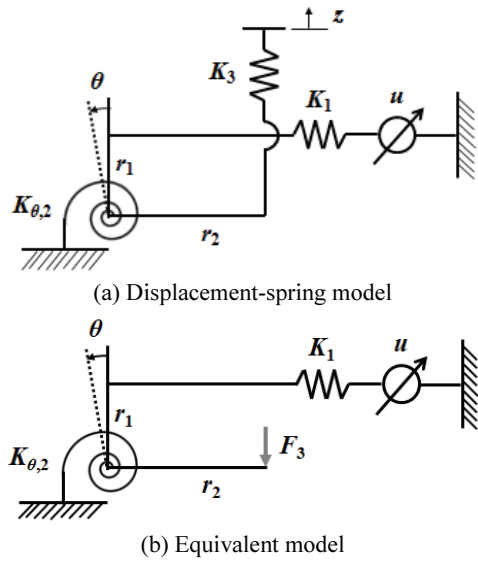 z
K3
θ
K1
u
r1
Kθ,2
r2
(a) Displacement-spring model
θ
K1
u
r1
F3
Kθ,2
r2
(b) Equivalent model